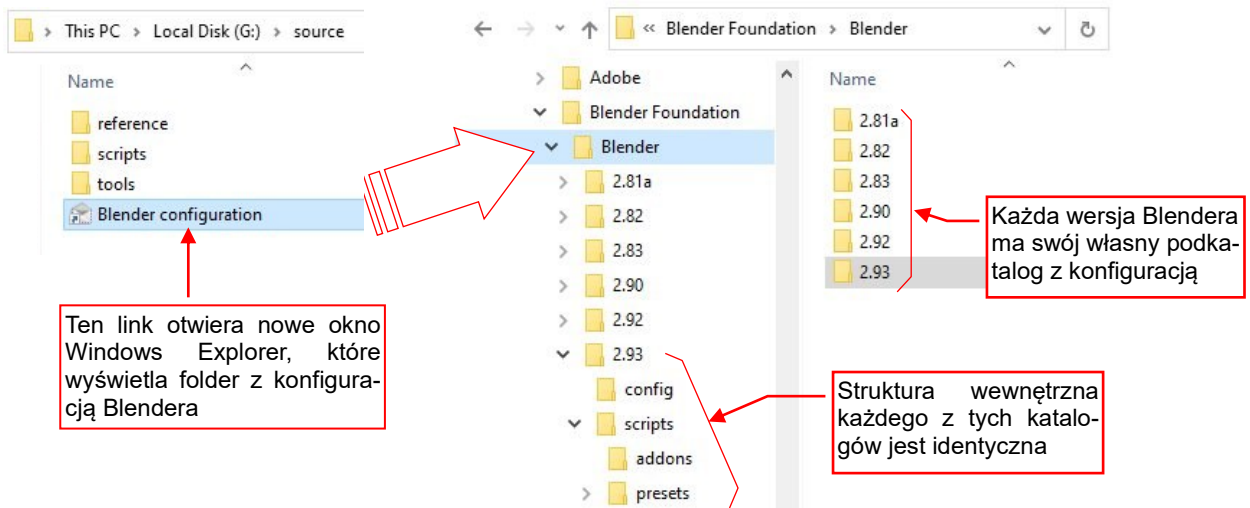 This PC > Local Disk (G:) > source
Name
reference
scripts
tools
Blender configuration
Ten link otwiera nowe okno
Windows Explorer, które
wyświetla folder z konfigura-
cją Blendera
« Blender Foundation > Blender
Adobe
Blender Foundation
Blender
2.81a
2.82
2.83
2.90
2.92
2.93
config
scripts
addons
presets
Name
2.81a
2.82
2.83
2.90
2.92
2.93
Każda wersja Blendera
ma swój własny podka-
talog z konfiguracją
Struktura wewnętrzna
każdego z tych katalo-
gów jest identyczna